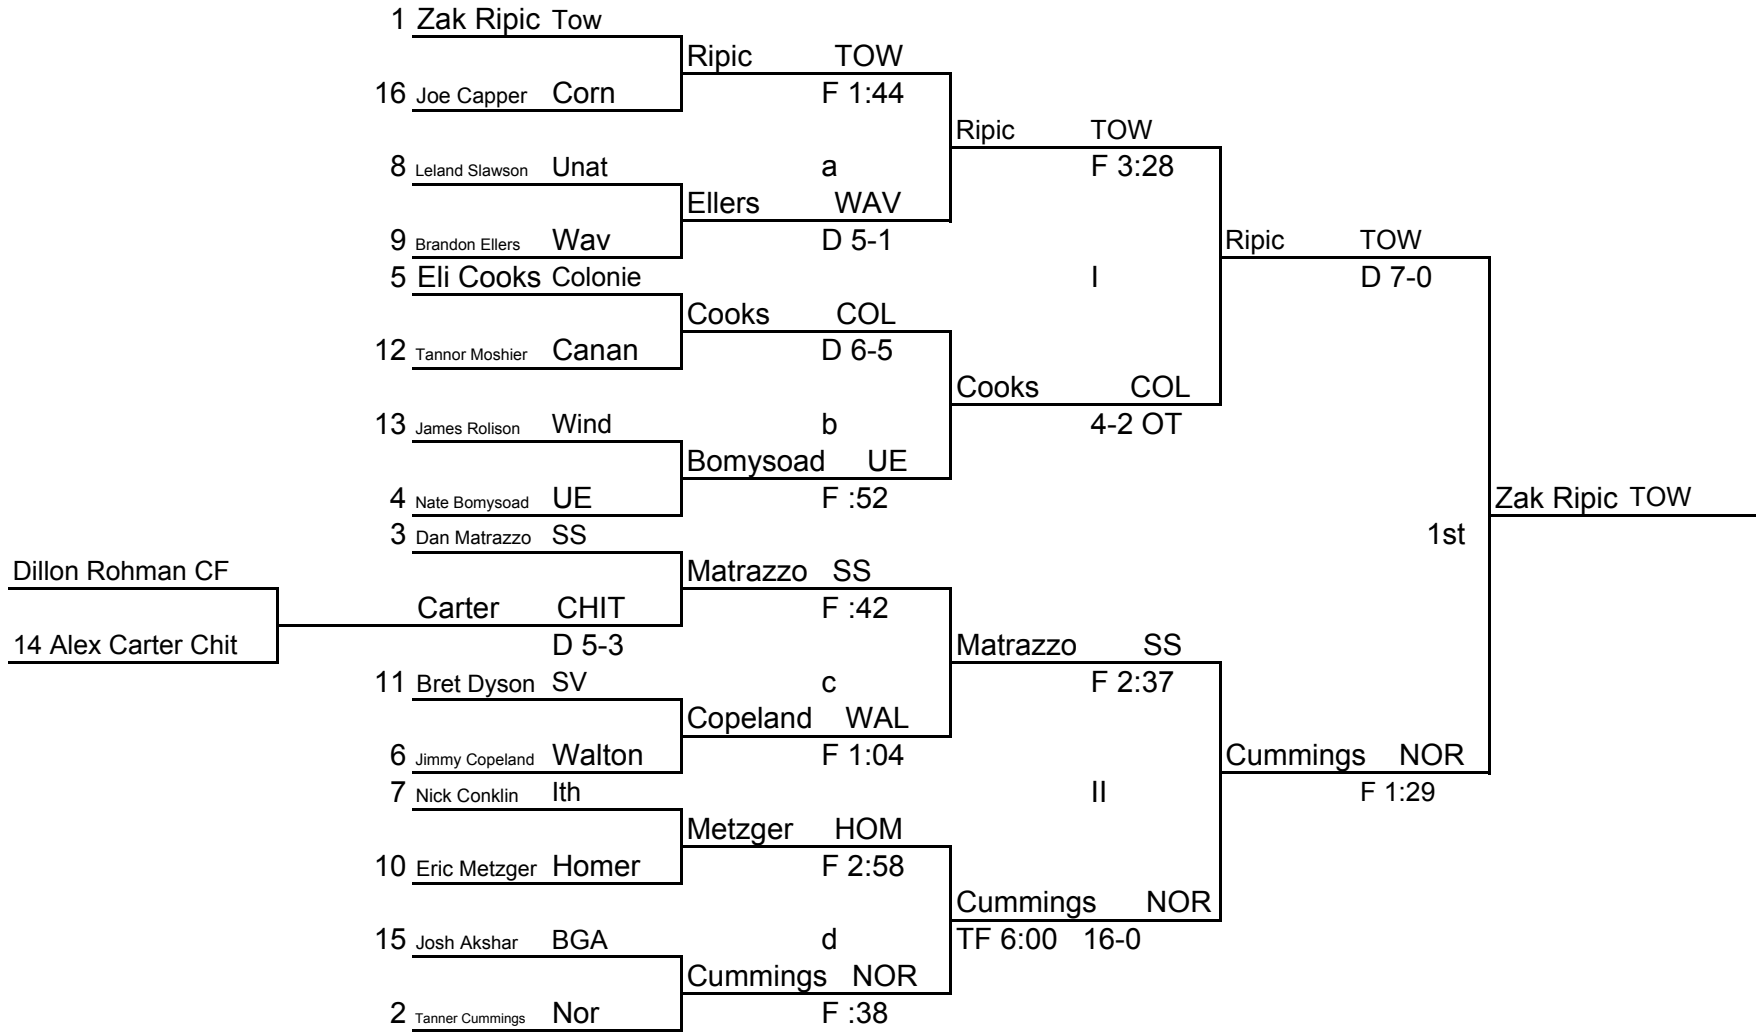 1 Zak Ripic Tow
Ripic TOW
16 Joe Capper Corn F 1:44
Ripic TOW
8 Leland Slawson Unat a F 3:28
Ellers WAV
9 Brandon Ellers Wav D 5-1 Ripic TOW
5 Eli Cooks Colonie I D 7-0
Cooks COL
12 Tannor Moshier Canan D 6-5
Cooks COL
13 James Rolison Wind b 4-2 OT
Bomysoad UE
4 Nate Bomysoad UE F :52 Zak Ripic TOW
3 Dan Matrazzo SS 1st
Dillon Rohman CF Matrazzo SS
Carter CHIT F :42
14 Alex Carter Chit D 5-3 Matrazzo SS
11 Bret Dyson SV c F 2:37
Copeland WAL
6 Jimmy Copeland Walton F 1:04 Cummings NOR
7 Nick Conklin Ith II F 1:29
Metzger HOM
10 Eric Metzger Homer F 2:58
Cummings NOR
15 Josh Akshar BGA d TF 6:00 16-0
Cummings NOR
2 Tanner Cummings Nor F :38